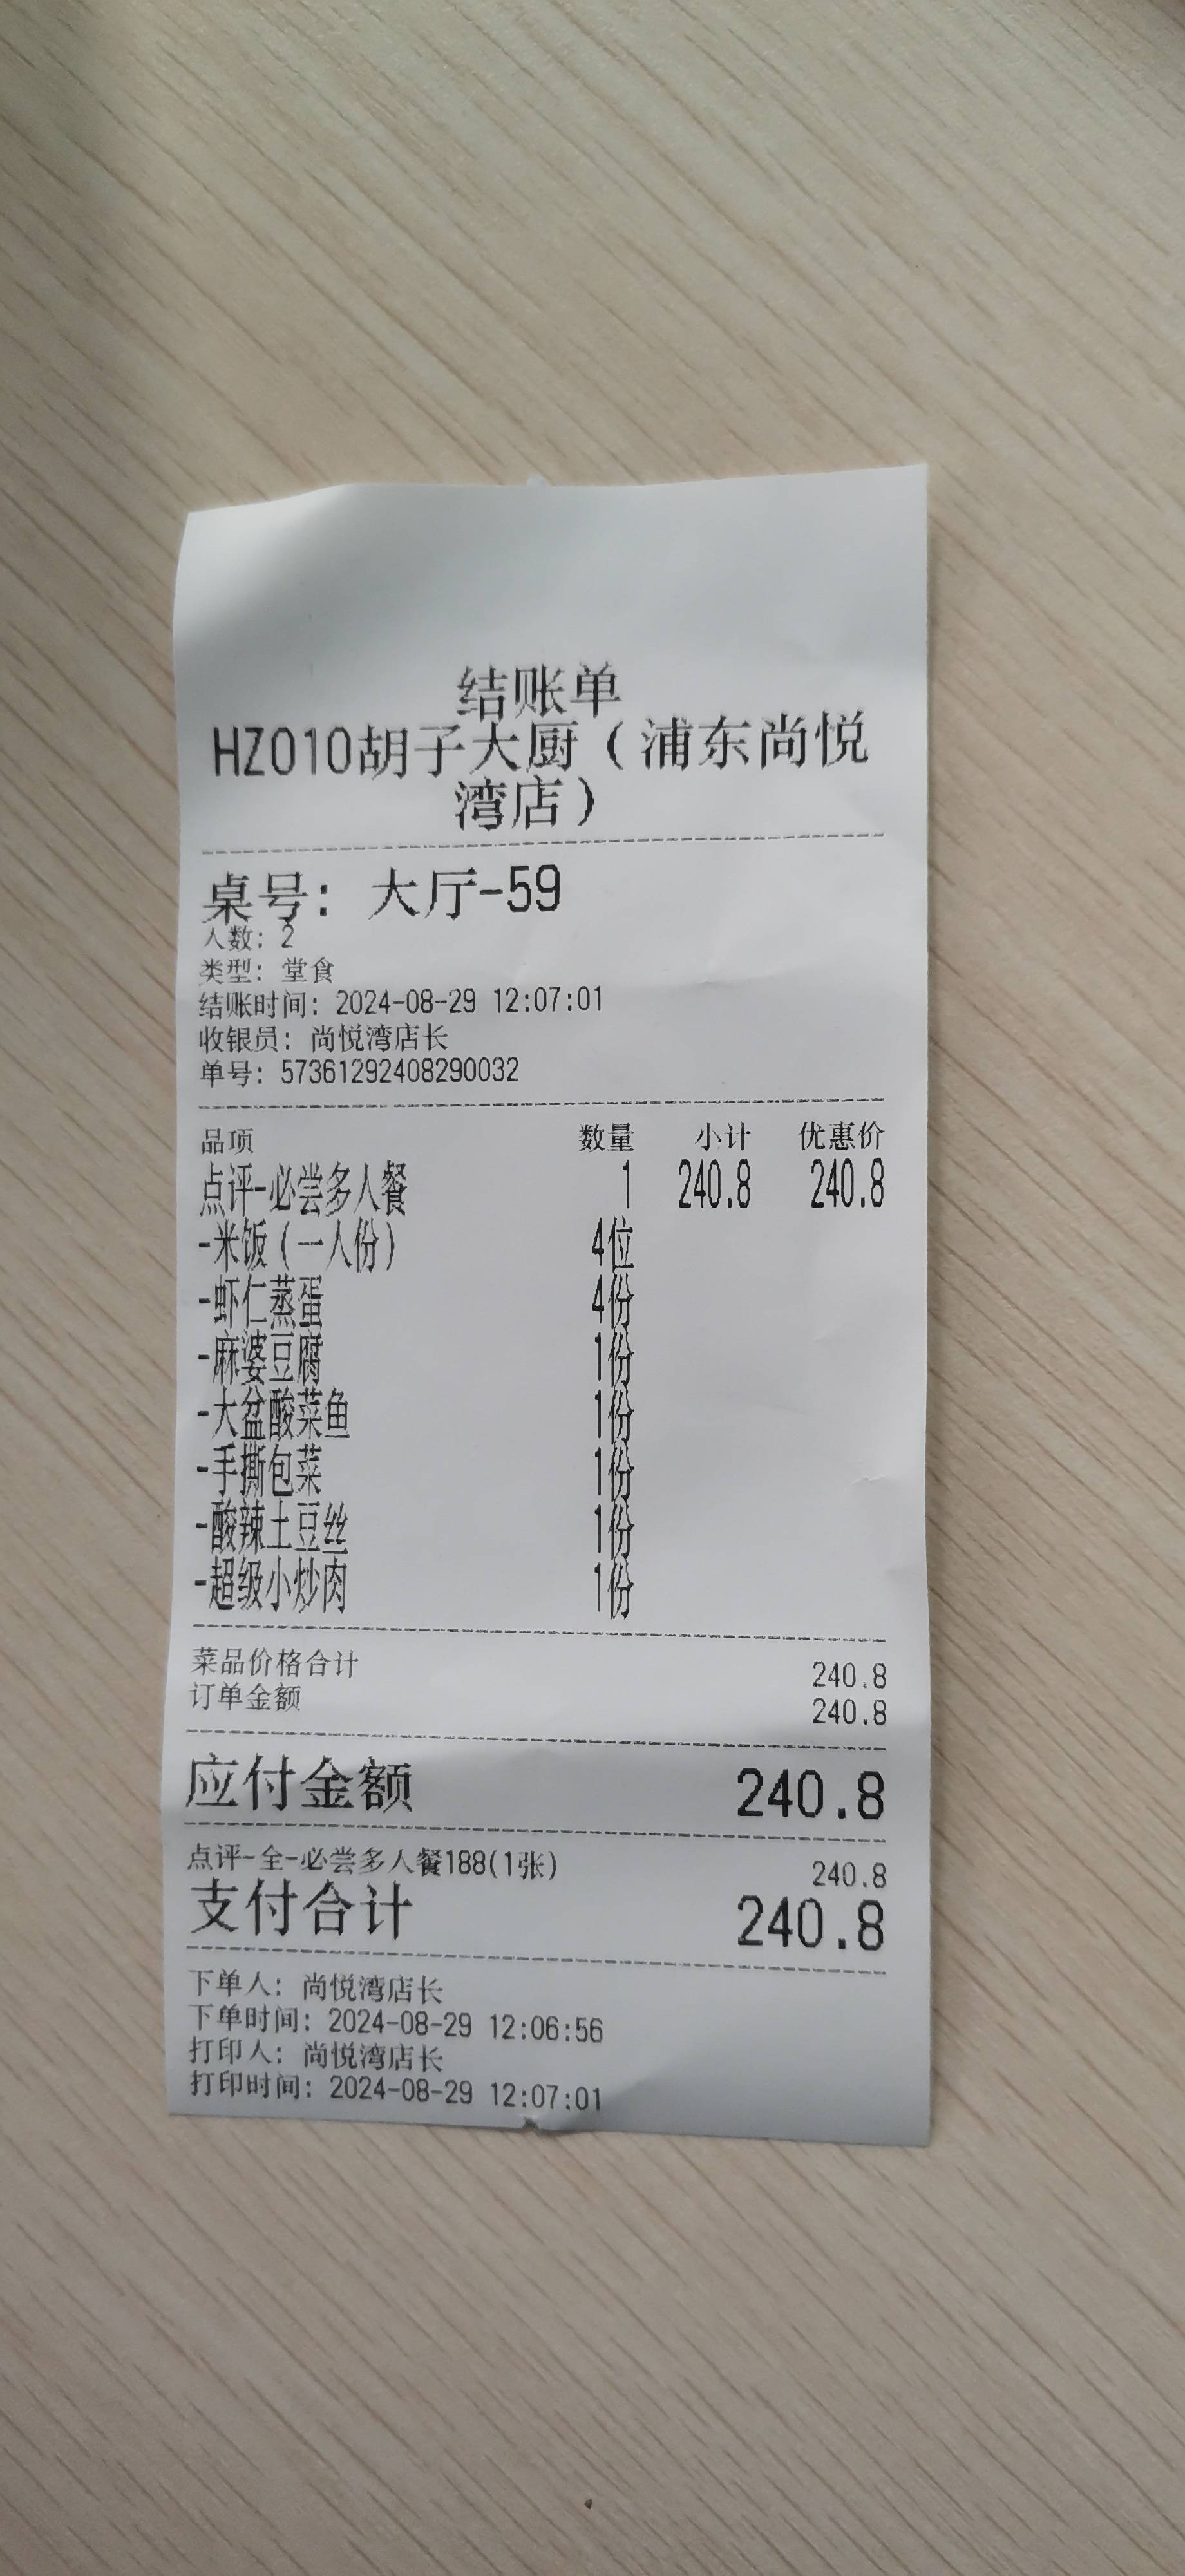 结账单
HZ010胡子大厨（浦东尚悦
湾店）
桌号：大厅-59
人数：2
类型：堂食
结账时间：2024-08-29 12:07:01
收银员：尚悦湾店长
单号：573612924082​90032
品项 数量 小计 优惠价
点评-必尝多人餐 1 240.8 240.8
-米饭（一人份） 4位
-虾仁蒸蛋 4份
-麻婆豆腐 1份
-大盆酸菜鱼 1份
-手撕包菜 1份
-酸辣土豆丝 1份
-超级小炒肉 1份
菜品价格合计 240.8
订单金额 240.8
应付金额 240.8
点评-全-必尝多人餐188(1张) 240.8
支付合计 240.8
下单人：尚悦湾店长
下单时间：2024-08-29 12:06:56
打印人：尚悦湾店长
打印时间：2024-08-29 12:07:01